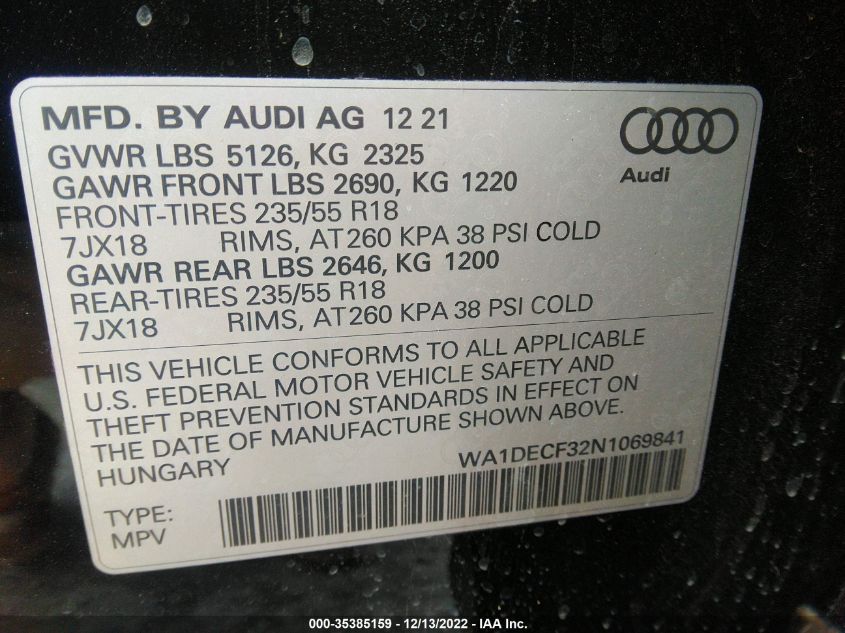 MFD. BY AUDI AG 12 21
GVWR LBS 5126, KG 2325
GAWR FRONT LBS 2690, KG 1220
FRONT-TIRES 235/55 R18
7JX18 RIMS, AT 260 KPA 38 PSI COLD
GAWR REAR LBS 2646, KG 1200
REAR-TIRES 235/55 R18
7JX18 RIMS, AT 260 KPA 38 PSI COLD
Audi
THIS VEHICLE CONFORMS TO ALL APPLICABLE
U.S. FEDERAL MOTOR VEHICLE SAFETY AND
THEFT PREVENTION STANDARDS IN EFFECT ON
THE DATE OF MANUFACTURE SHOWN ABOVE.
HUNGARY WA1DECF32N1069841
TYPE:
MPV
000-35385159 - 12/13/2022 - IAA Inc.